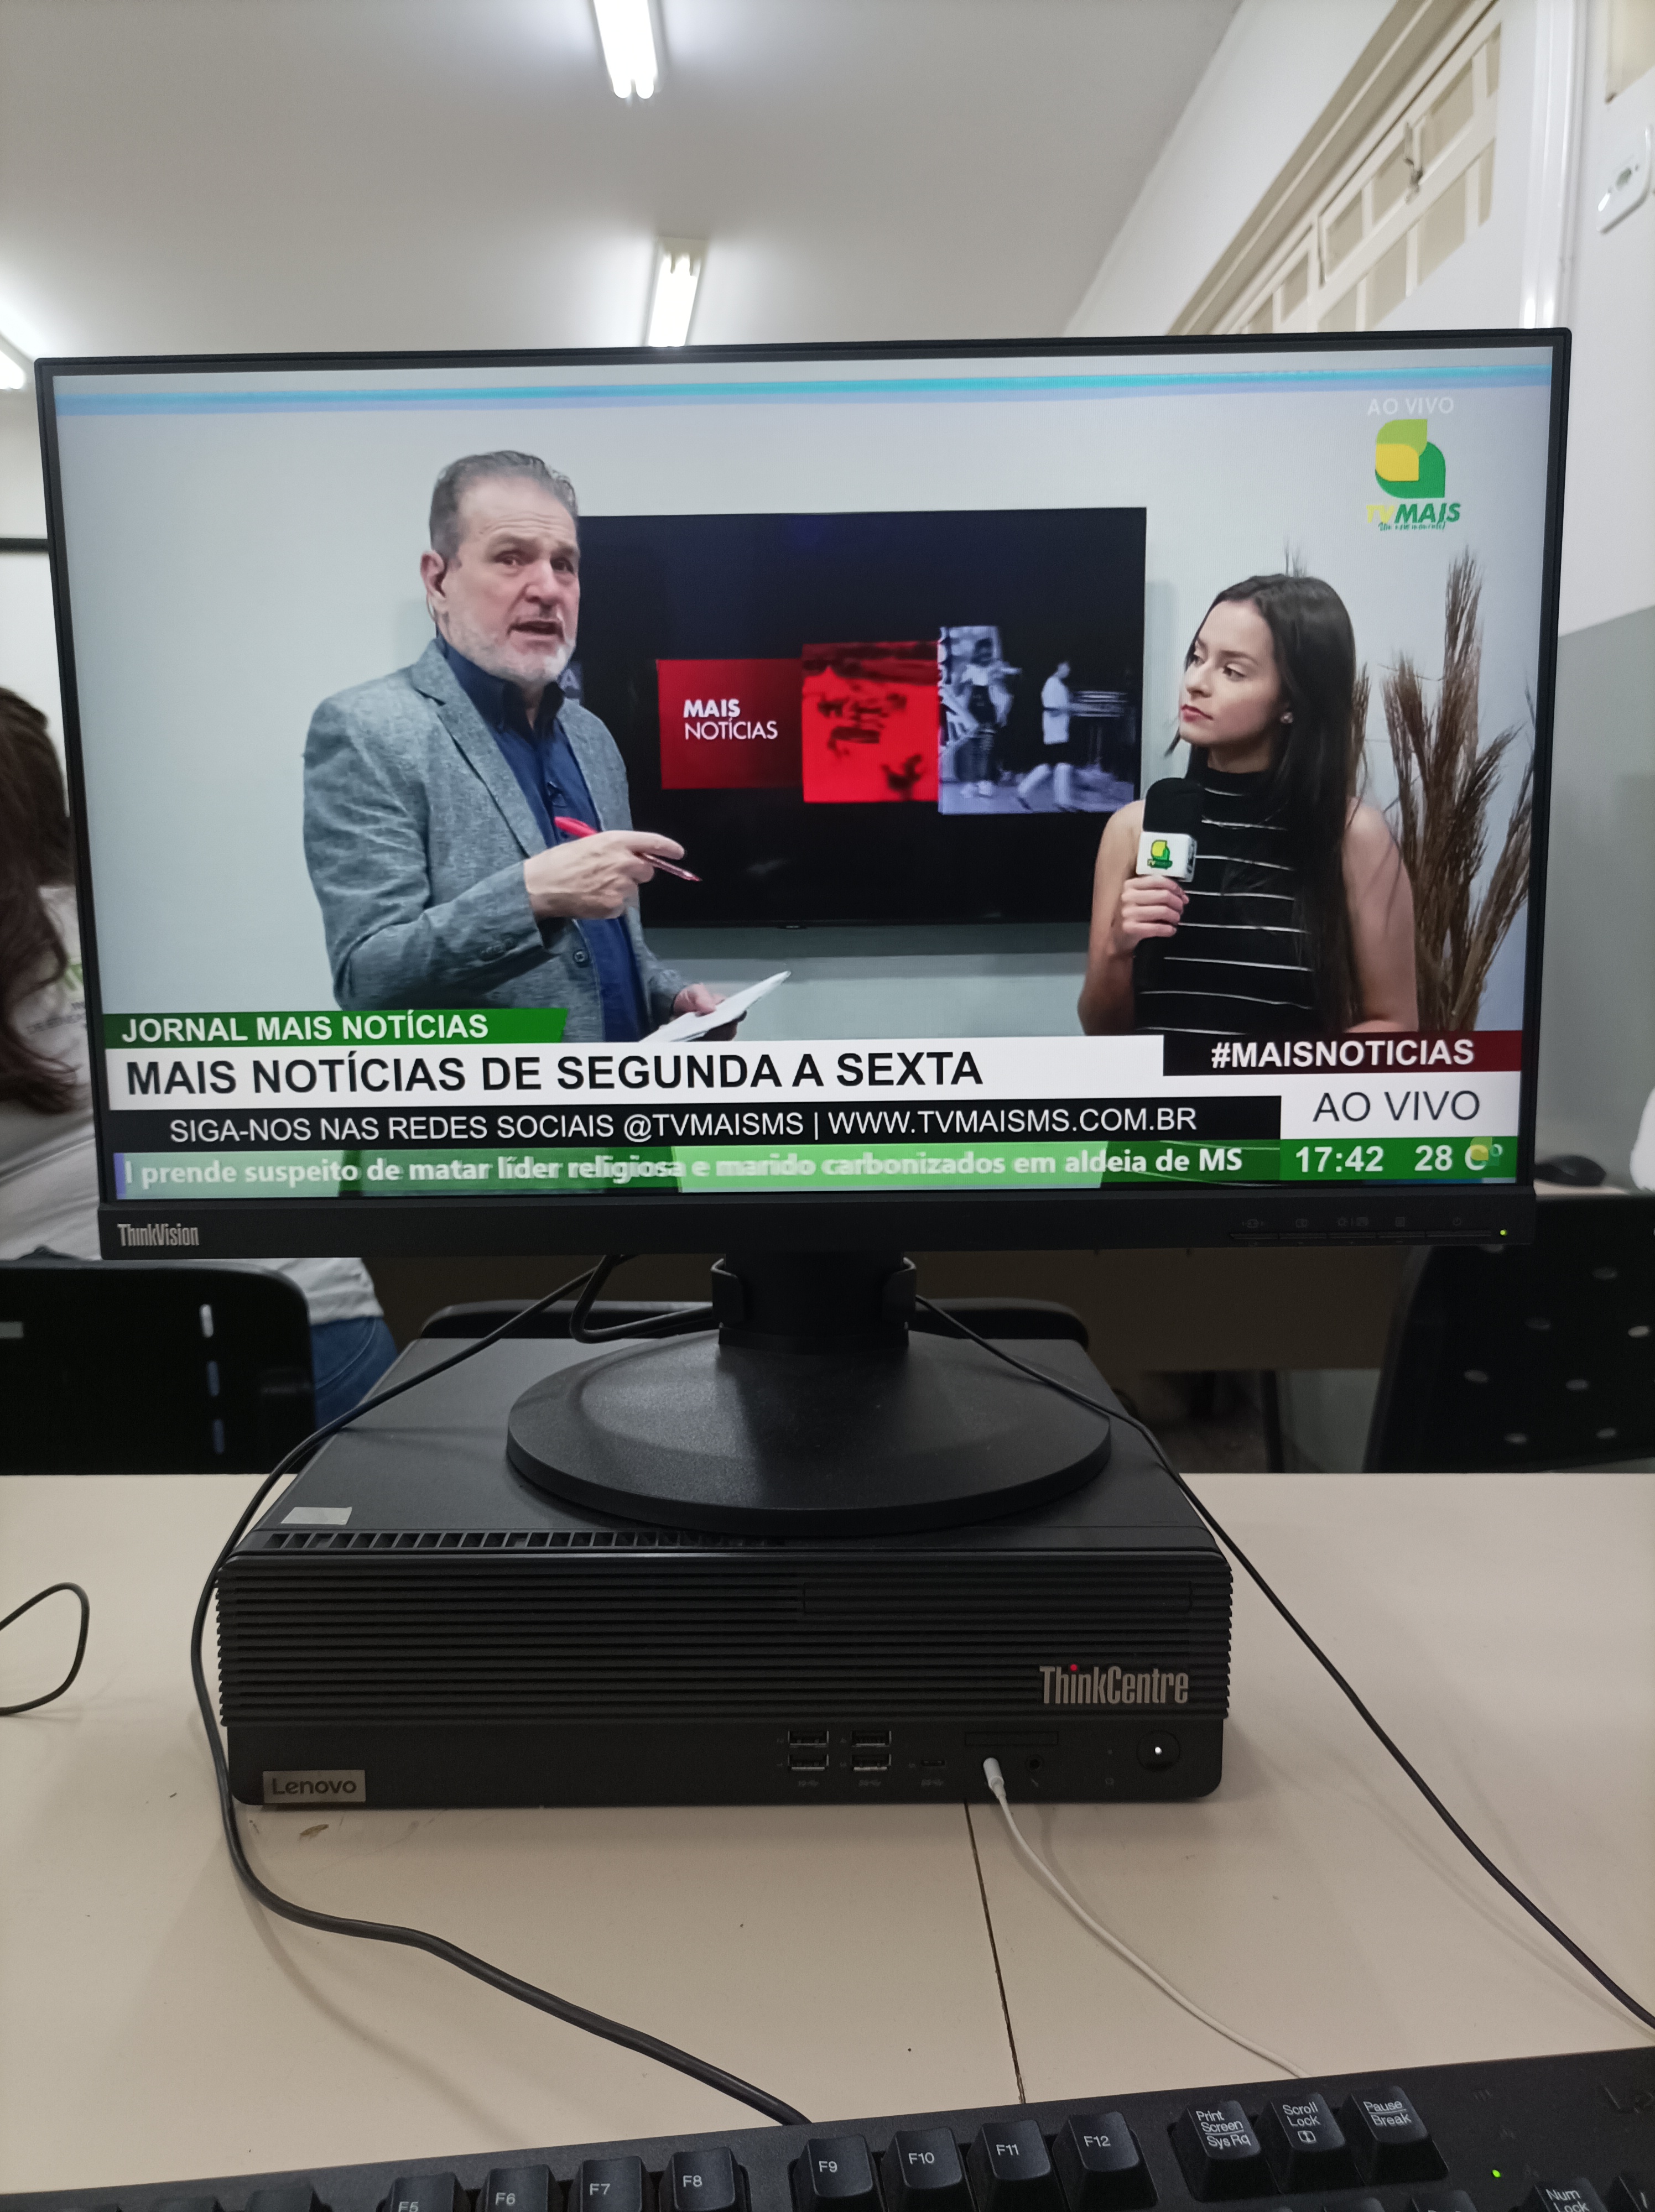 AO VIVO
TVMAIS
MAIS
NOTÍCIAS
JORNAL MAIS NOTÍCIAS
MAIS NOTÍCIAS DE SEGUNDA A SEXTA
#MAISNOTICIAS
SIGA-NOS NAS REDES SOCIAIS @TVMAISMS | WWW.TVMAISMS.COM.BR
AO VIVO
prende suspeito de matar líder religiosa e marido carbonizados em aldeia de MS
17:42 28
ThinkVision
ThinkCentre
Lenovo
Print Screen SysRq
Scroll Lock
Pause Break
F5 F6 F7 F8 F9 F10 F11 F12
Num Lock